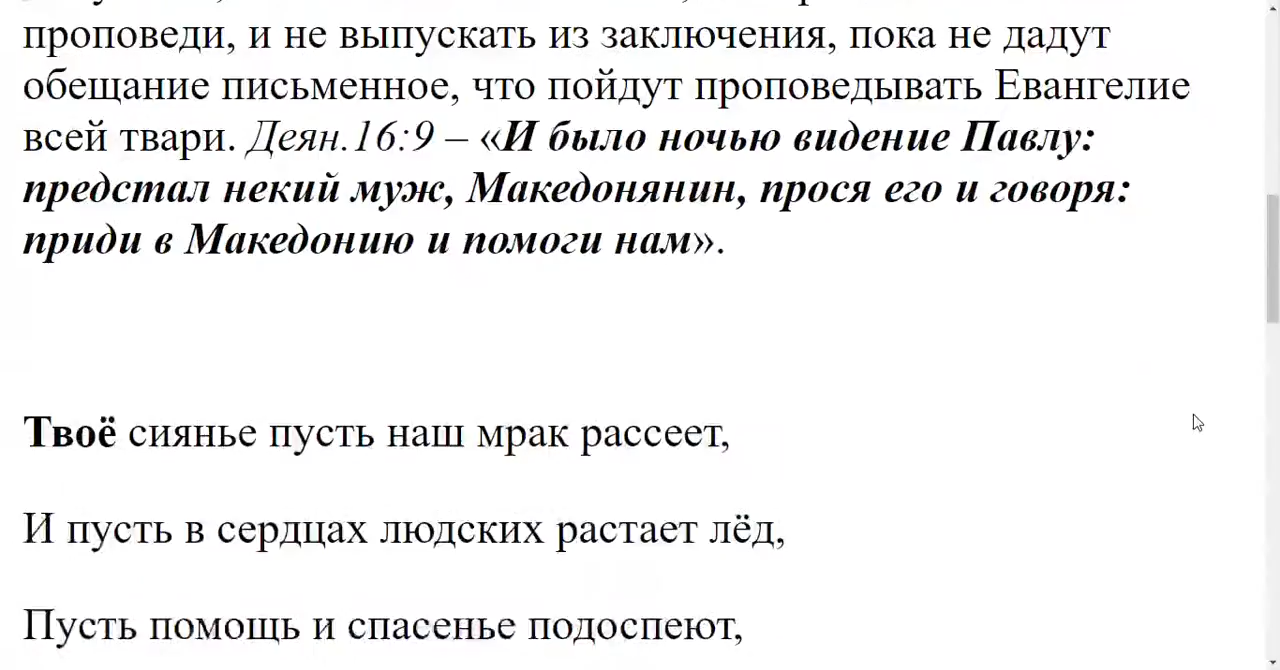 проповеди, и не выпускать из заключения, пока не дадут
обещание письменное, что пойдут проповедывать Евангелие
всей твари. Деян.16:9 – «И было ночью видение Павлу:
предстал некий муж, Македонянин, прося его и говоря:
приди в Македонию и помоги нам».
Твоё сиянье пусть наш мрак рассеет,
И пусть в сердцах людских растает лёд,
Пусть помощь и спасенье подоспеют,